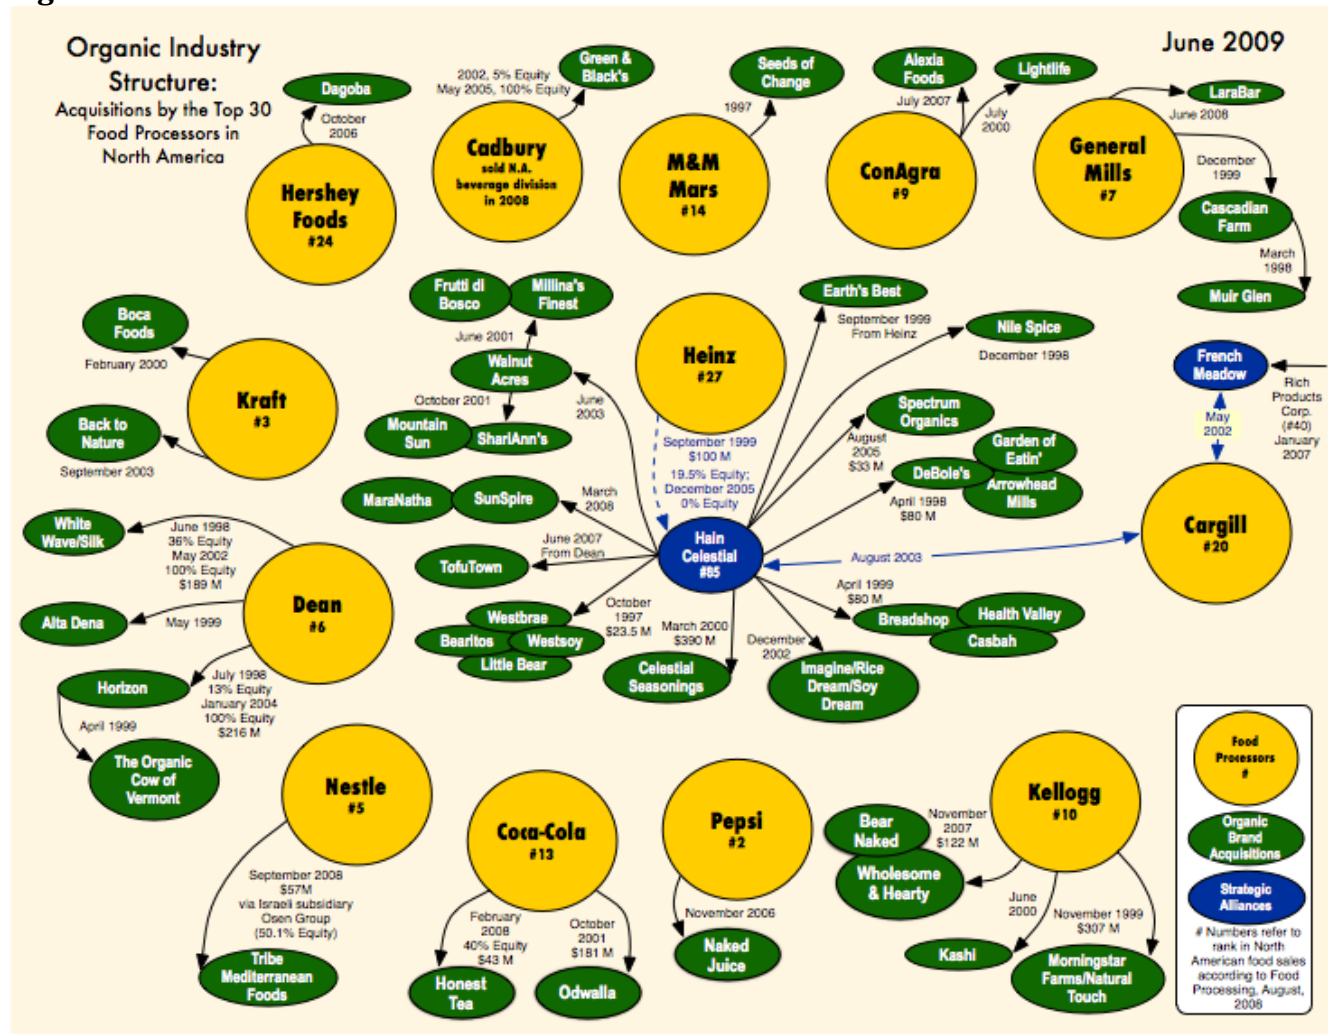 Organic Industry
Structure:
Acquisitions by the Top 30
Food Processors in
North America
June 2009
Dagoba
October
2006
Hershey
Foods
#24
2002, 5% Equity
May 2005, 100% Equity
Green &
Black's
Cadbury
sold N.A.
beverage division
in 2008
Seeds of
Change
1997
M&M
Mars
#14
Alexia
Foods
July 2007
Lightlife
July
2000
ConAgra
#9
LaraBar
June 2008
General
Mills
#7
December
1999
Cascadian
Farm
March
1998
Muir Glen
Boca
Foods
February 2000
Kraft
#3
Back to
Nature
September 2003
Frutti di
Bosco
Millina's
Finest
June 2001
Walnut
Acres
October 2001
Mountain
Sun
ShariAnn's
June
2003
Heinz
#27
September 1999
$100 M
19.5% Equity;
December 2005
0% Equity
Earth's Best
September 1999
From Heinz
Nile Spice
December 1998
Spectrum
Organics
August
2005
$33 M
Garden of
Eatin'
DeBole's
Arrowhead
Mills
April 1998
$80 M
French
Meadow
May
2002
Rich
Products
Corp.
(#40)
January
2007
Cargill
#20
August 2003
Hain
Celestial
#85
MaraNatha
SunSpire
March
2008
TofuTown
June 2007
From Dean
Westbrae
Bearitos
Westsoy
Little Bear
October
1997
$23.5 M
March 2000
$390 M
Celestial
Seasonings
December
2002
Imagine/Rice
Dream/Soy
Dream
April 1999
$80 M
Breadshop
Health Valley
Casbah
White
Wave/Silk
June 1998
36% Equity
May 2002
100% Equity
$189 M
Dean
#6
Alta Dena
May 1999
Horizon
July 1998
13% Equity
January 2004
100% Equity
$216 M
April 1999
The Organic
Cow of
Vermont
Nestle
#5
September 2008
$57M
via Israeli subsidiary
Osen Group
(50.1% Equity)
Tribe
Mediterranean
Foods
Coca-Cola
#13
February
2008
40% Equity
$43 M
Honest
Tea
October
2001
$181 M
Odwalla
Pepsi
#2
November 2006
Naked
Juice
Kellogg
#10
Bear
Naked
November
2007
$122 M
Wholesome
& Hearty
June
2000
Kashi
November 1999
$307 M
Morningstar
Farms/Natural
Touch
Food
Processors
#
Organic
Brand
Acquisitions
Strategic
Alliances
# Numbers refer to
rank in North
American food sales
according to Food
Processing, August,
2008